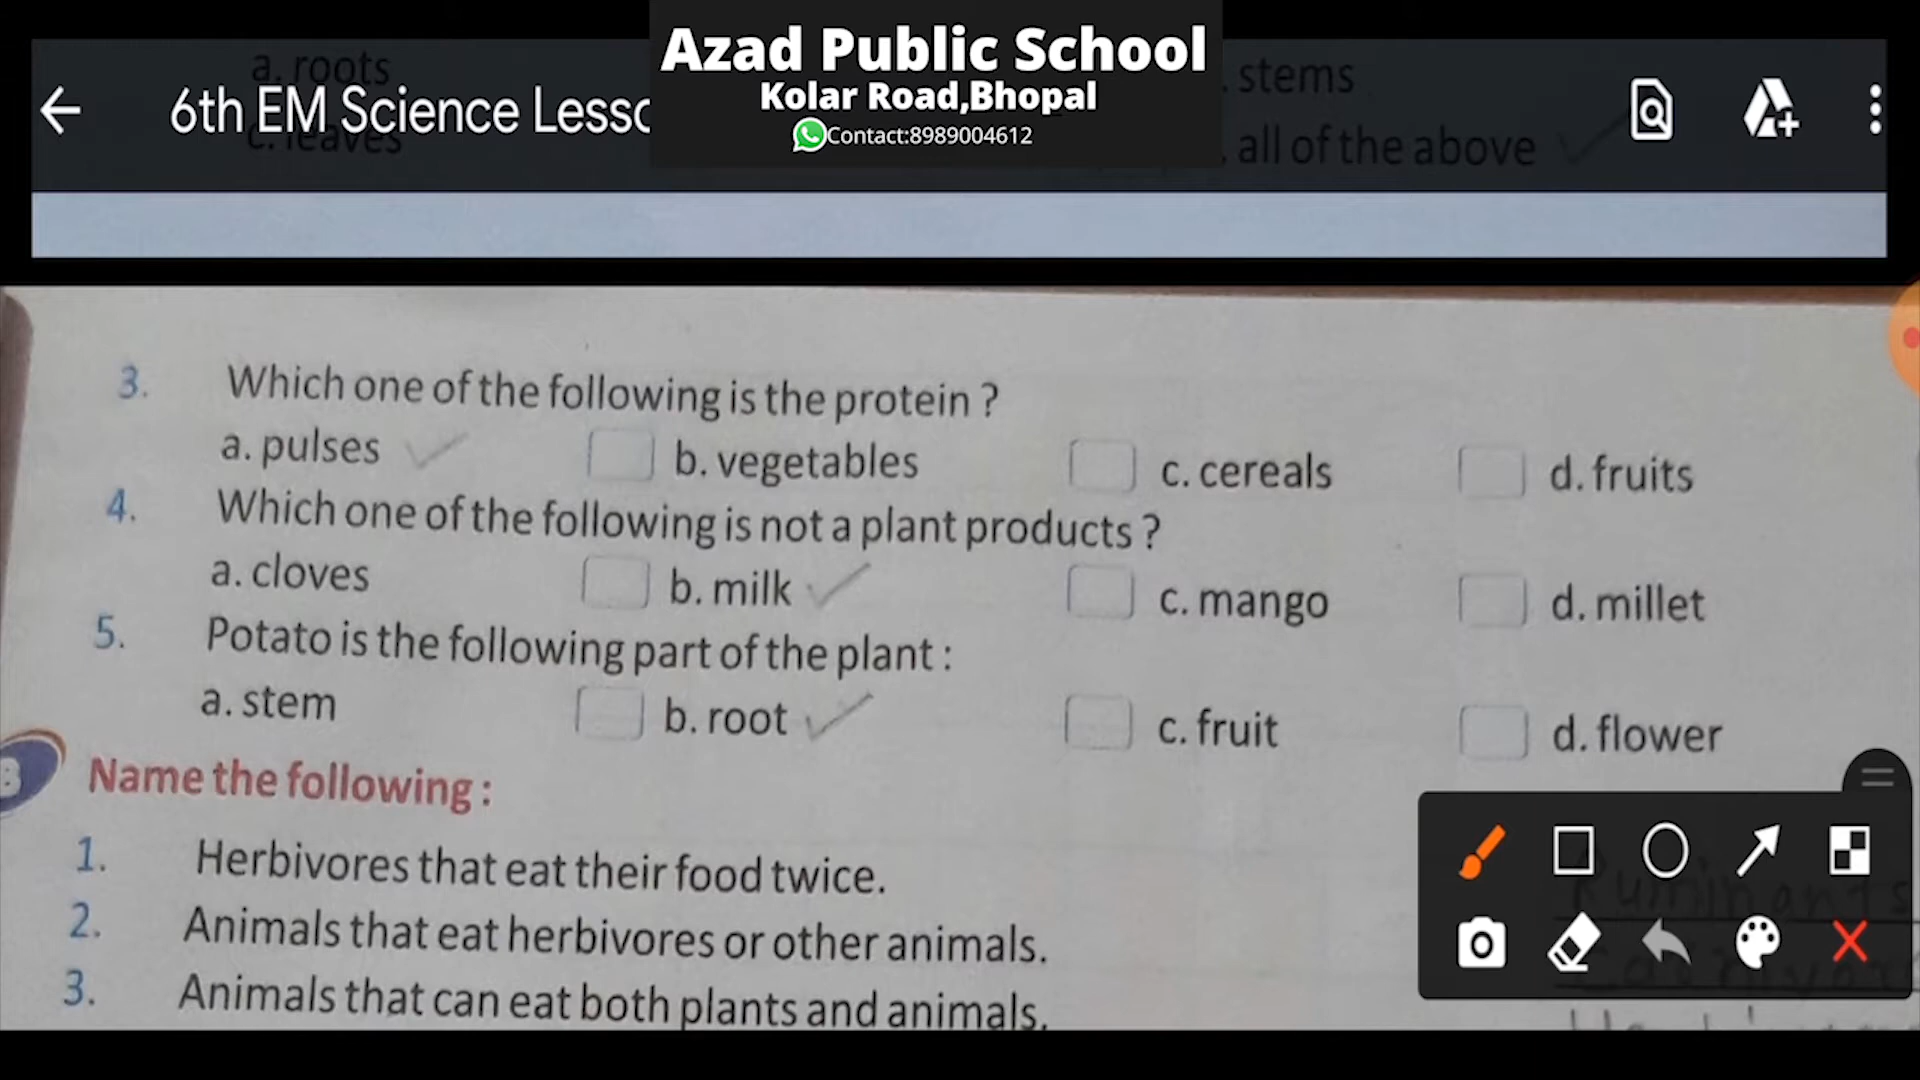 Azad Public School
Kolar Road,Bhopal
Contact:8989004612
a. roots
stems
6th EM Science Lesso
c. leaves
all of the above
3. Which one of the following is the protein ?
a. pulses b. vegetables c. cereals d. fruits
4. Which one of the following is not a plant products ?
a. cloves b. milk c. mango d. millet
5. Potato is the following part of the plant :
a. stem b. root c. fruit d. flower
Name the following :
1. Herbivores that eat their food twice.
Ruminants
2. Animals that eat herbivores or other animals.
3. Animals that can eat both plants and animals.